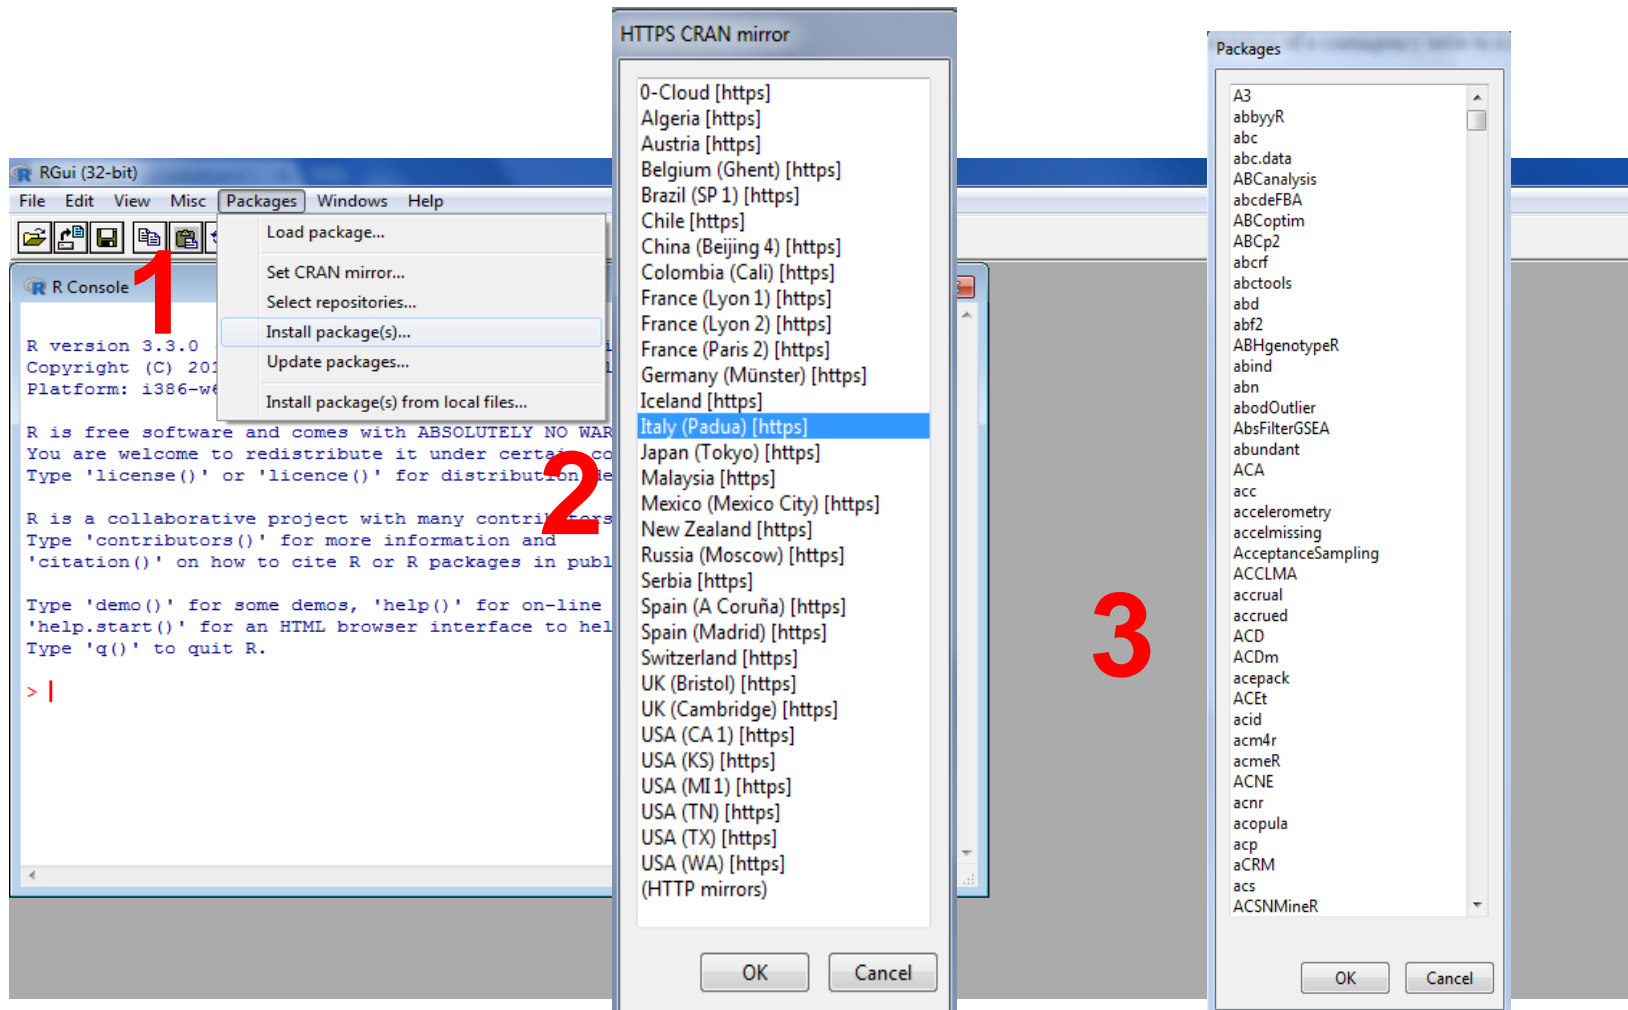 RGui (32-bit)
File Edit View Misc Packages Windows Help
Load package...
Set CRAN mirror...
Select repositories...
Install package(s)...
Update packages...
Install package(s) from local files...
1
R Console
R version 3.3.0
Copyright (C) 201
Platform: i386-w6
R is free software and comes with ABSOLUTELY NO WAR
You are welcome to redistribute it under certain co
Type 'license()' or 'licence()' for distribution de
R is a collaborative project with many contributors
Type 'contributors()' for more information and
'citation()' on how to cite R or R packages in publ
Type 'demo()' for some demos, 'help()' for on-line
'help.start()' for an HTML browser interface to hel
Type 'q()' to quit R.
>
2
HTTPS CRAN mirror
0-Cloud [https]
Algeria [https]
Austria [https]
Belgium (Ghent) [https]
Brazil (SP 1) [https]
Chile [https]
China (Beijing 4) [https]
Colombia (Cali) [https]
France (Lyon 1) [https]
France (Lyon 2) [https]
France (Paris 2) [https]
Germany (Münster) [https]
Iceland [https]
Italy (Padua) [https]
Japan (Tokyo) [https]
Malaysia [https]
Mexico (Mexico City) [https]
New Zealand [https]
Russia (Moscow) [https]
Serbia [https]
Spain (A Coruña) [https]
Spain (Madrid) [https]
Switzerland [https]
UK (Bristol) [https]
UK (Cambridge) [https]
USA (CA 1) [https]
USA (KS) [https]
USA (MI 1) [https]
USA (TN) [https]
USA (TX) [https]
USA (WA) [https]
(HTTP mirrors)
OK Cancel
3
Packages
A3
abbyyR
abc
abc.data
ABCanalysis
abcdeFBA
ABCoptim
ABCp2
abcrf
abctools
abd
abf2
ABHgenotypeR
abind
abn
abodOutlier
AbsFilterGSEA
abundant
ACA
acc
accelerometry
accelmissing
AcceptanceSampling
ACCLMA
accrual
accrued
ACD
ACDm
acepack
ACEt
acid
acm4r
acmeR
ACNE
acnr
acopula
acp
aCRM
acs
ACSNMineR
OK Cancel